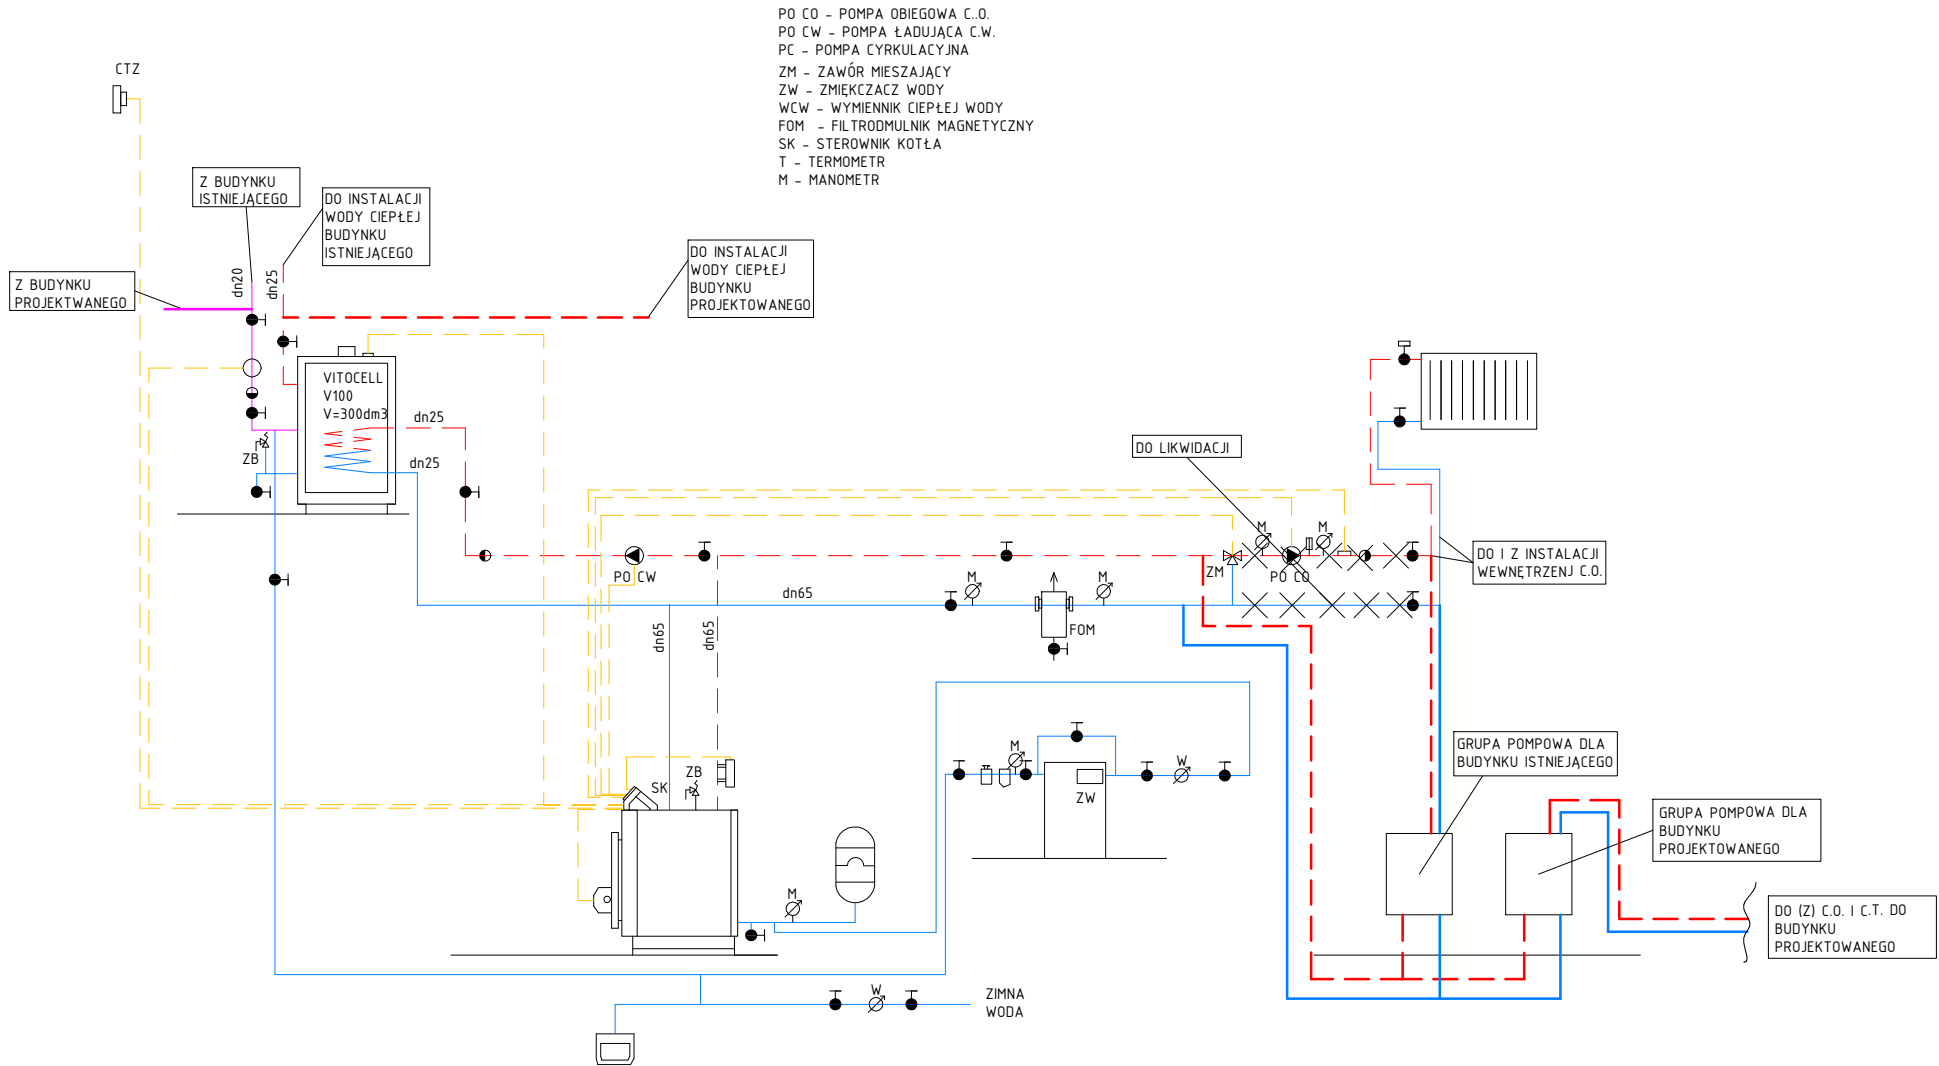 PO CO – POMPA OBIEGOWA C..O.
PO CW – POMPA ŁADUJĄCA C.W.
PC – POMPA CYRKULACYJNA
ZM – ZAWÓR MIESZAJĄCY
ZW – ZMIĘKCZACZ WODY
WCW – WYMIENNIK CIEPŁEJ WODY
FOM – FILTRODMULNIK MAGNETYCZNY
SK – STEROWNIK KOTŁA
T – TERMOMETR
M – MANOMETR
CTZ
Z BUDYNKU
ISTNIEJĄCEGO
DO INSTALACJI
WODY CIEPŁEJ
BUDYNKU
ISTNIEJĄCEGO
DO INSTALACJI
WODY CIEPŁEJ
BUDYNKU
PROJEKTOWANEGO
Z BUDYNKU
PROJEKTWANEGO
dn20
dn25
VITOCELL
V100
V=300dm3
dn25
dn25
ZB
DO LIKWIDACJI
M
M
PO CW
ZM
PO CO
DO I Z INSTALACJI
WEWNĘTRZENJ C.O.
dn65
M
M
FOM
dn65
dn65
GRUPA POMPOWA DLA
BUDYNKU ISTNIEJĄCEGO
M
W
ZW
SK
ZB
GRUPA POMPOWA DLA
BUDYNKU
PROJEKTOWANEGO
M
DO (Z) C.O. I C.T. DO
BUDYNKU
PROJEKTOWANEGO
W
ZIMNA
WODA